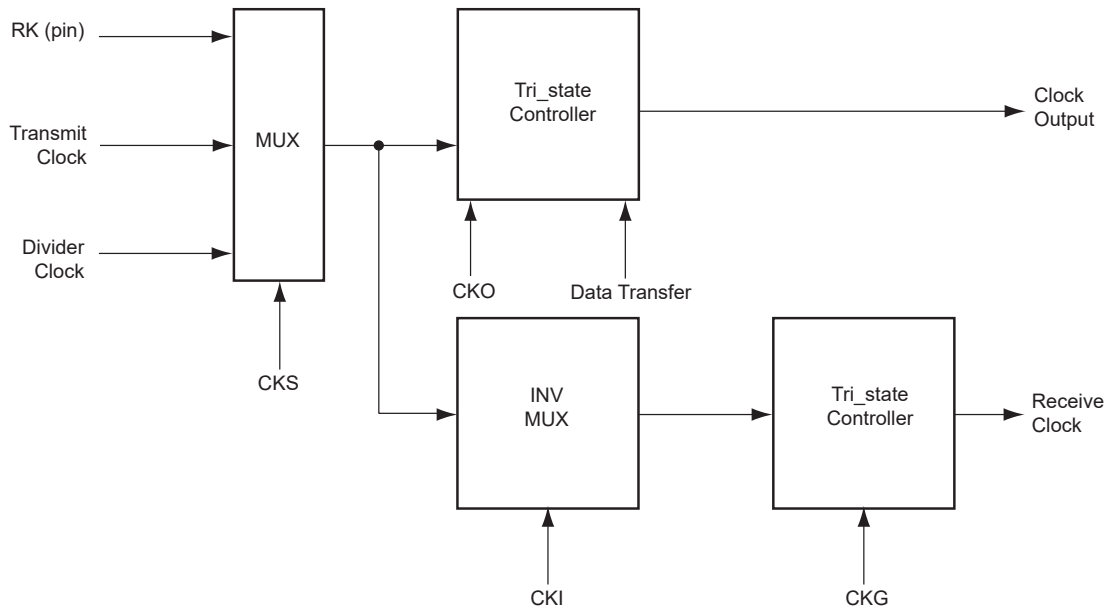 RK (pin)
Transmit
Clock
Divider
Clock
MUX
CKS
Tri_state
Controller
CKO
Data Transfer
Clock
Output
INV
MUX
CKI
Tri_state
Controller
CKG
Receive
Clock